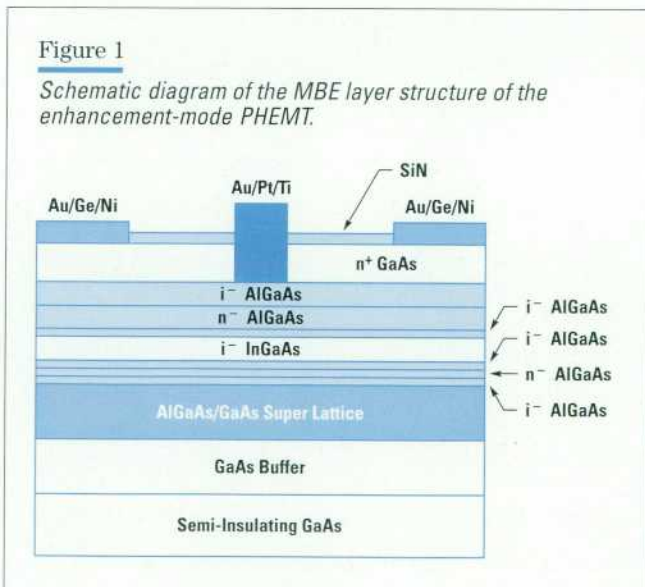 Figure 1
Schematic diagram of the MBE layer structure of the
enhancement-mode PHEMT.
SiN
Au/Pt/Ti
Au/Ge/Ni
Au/Ge/Ni
n⁺ GaAs
i⁻ AlGaAs
n⁻ AlGaAs
i⁻ AlGaAs
i⁻ InGaAs
i⁻ AlGaAs
n⁻ AlGaAs
i⁻ AlGaAs
AlGaAs/GaAs Super Lattice
GaAs Buffer
Semi-Insulating GaAs